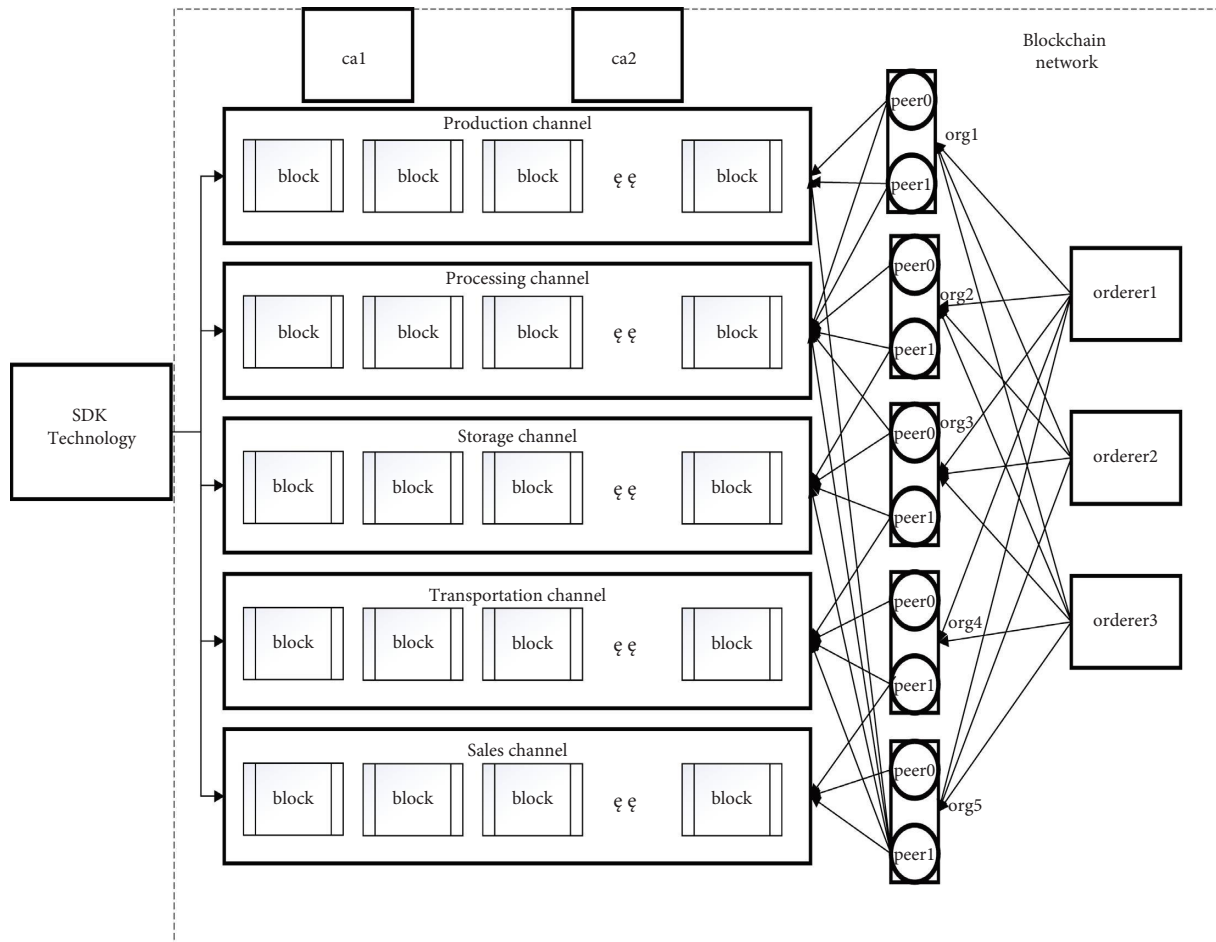 ca1
ca2
Blockchain
network
Production channel
block
block
block
ę ę
block
Processing channel
block
block
block
ę ę
block
Storage channel
block
block
block
ę ę
block
Transportation channel
block
block
block
ę ę
block
Sales channel
block
block
block
ę ę
block
SDK
Technology
peer0
org1
peer1
peer0
org2
peer1
org3
peer0
peer1
peer0
org4
peer1
peer0
org5
peer1
orderer1
orderer2
orderer3